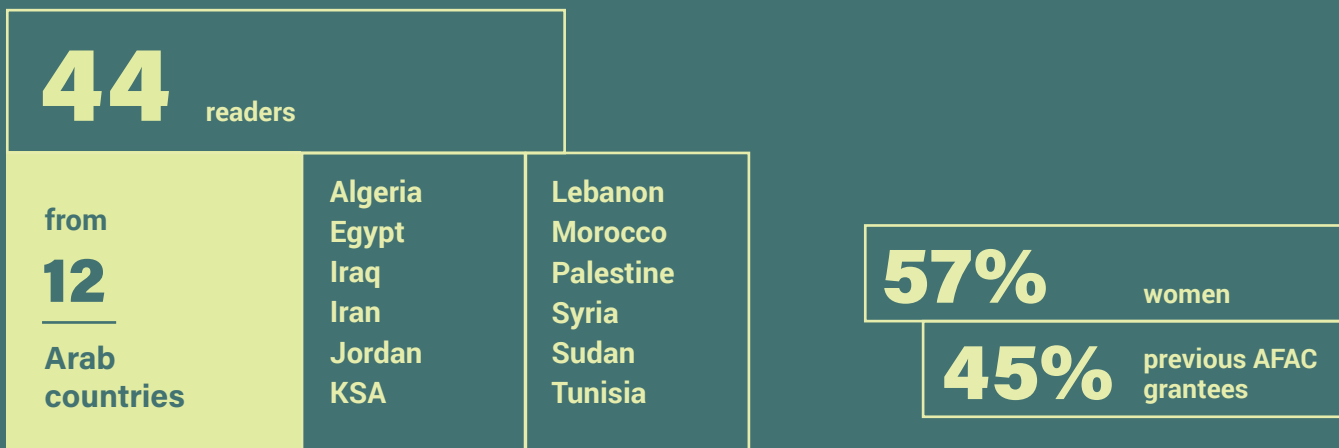 44 readers
from
12
Arab
countries
Algeria
Egypt
Iraq
Iran
Jordan
KSA
Lebanon
Morocco
Palestine
Syria
Sudan
Tunisia
57% women
45% previous AFAC
grantees